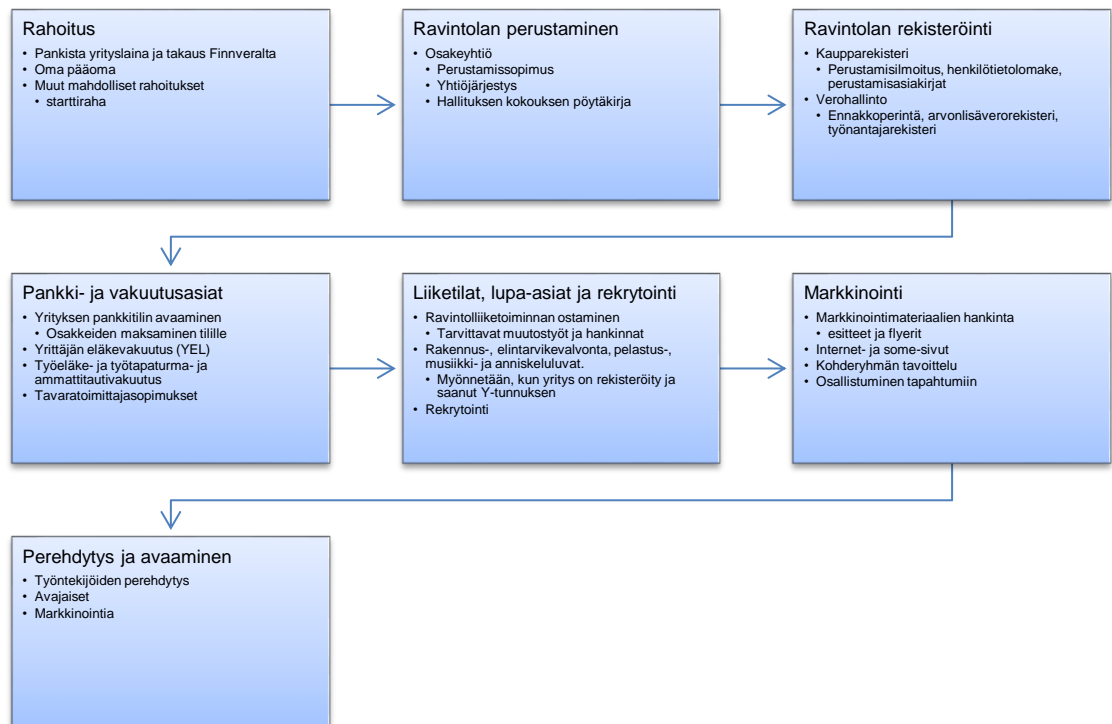 Rahoitus
• Pankista yrityslaina ja takaus Finnveralta
• Oma pääoma
• Muut mahdolliset rahoitukset
• starttiraha
Ravintolan perustaminen
• Osakeyhtiö
• Perustamissopimus
• Yhtiöjärjestys
• Hallituksen kokouksen pöytäkirja
Ravintolan rekisteröinti
• Kaupparekisteri
• Perustamisilmoitus, henkilötietolomake,
perustamisasiakirjat
• Verohallinto
• Ennakkoperintä, arvonlisäverorekisteri,
työnantajarekisteri
Pankki- ja vakuutusasiat
• Yrityksen pankkitilin avaaminen
• Osakkeiden maksaminen tilille
• Yrittäjän eläkevakuutus (YEL)
• Työeläke- ja työtapaturma- ja
ammattitautivakuutus
• Tavaratoimittajasopimukset
Liiketilat, lupa-asiat ja rekrytointi
• Ravintolliiketoiminnan ostaminen
• Tarvittavat muutostyöt ja hankinnat
• Rakennus-, elintarvikevalvonta, pelastus-,
musiikki- ja anniskeluluvat.
• Myönnetään, kun yritys on rekisteröity ja
saanut Y-tunnuksen
• Rekrytointi
Markkinointi
• Markkinointimateriaalien hankinta
• esitteet ja flyerit
• Internet- ja some-sivut
• Kohderyhmän tavoittelu
• Osallistuminen tapahtumiin
Perehdytys ja avaaminen
• Työntekijöiden perehdytys
• Avajaiset
• Markkinointia